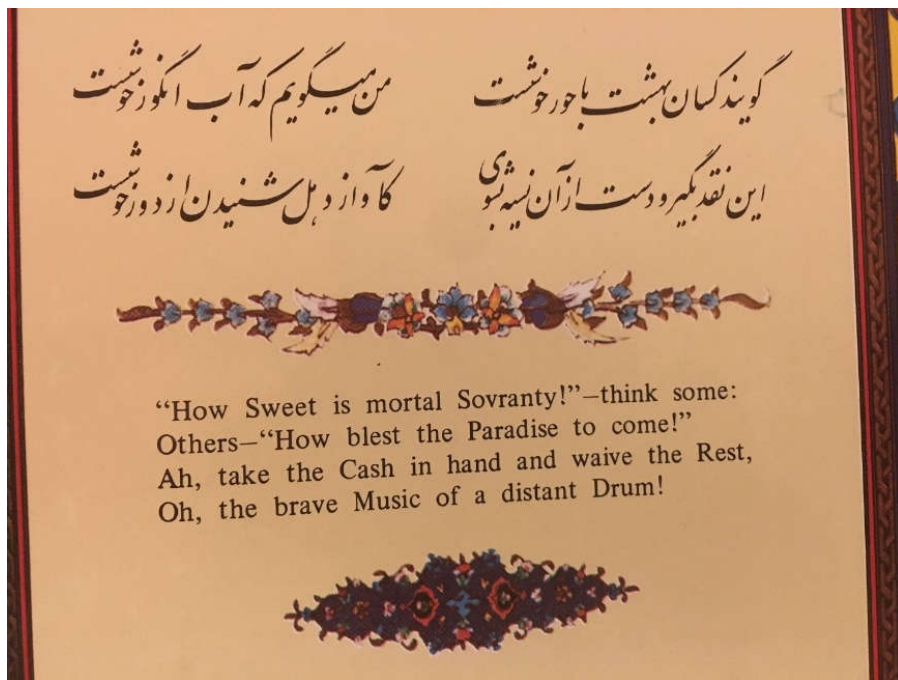 گویند کسان بهشت با حور خوشست
من میگویم که آب انگور خوشست
این نقد بگیر و دست از آن نسیه بشوی
کاواز دهل شنیدن از دور خوشست
“How Sweet is mortal Sovranty!”—think some:
Others—“How blest the Paradise to come!”
Ah, take the Cash in hand and waive the Rest,
Oh, the brave Music of a distant Drum!